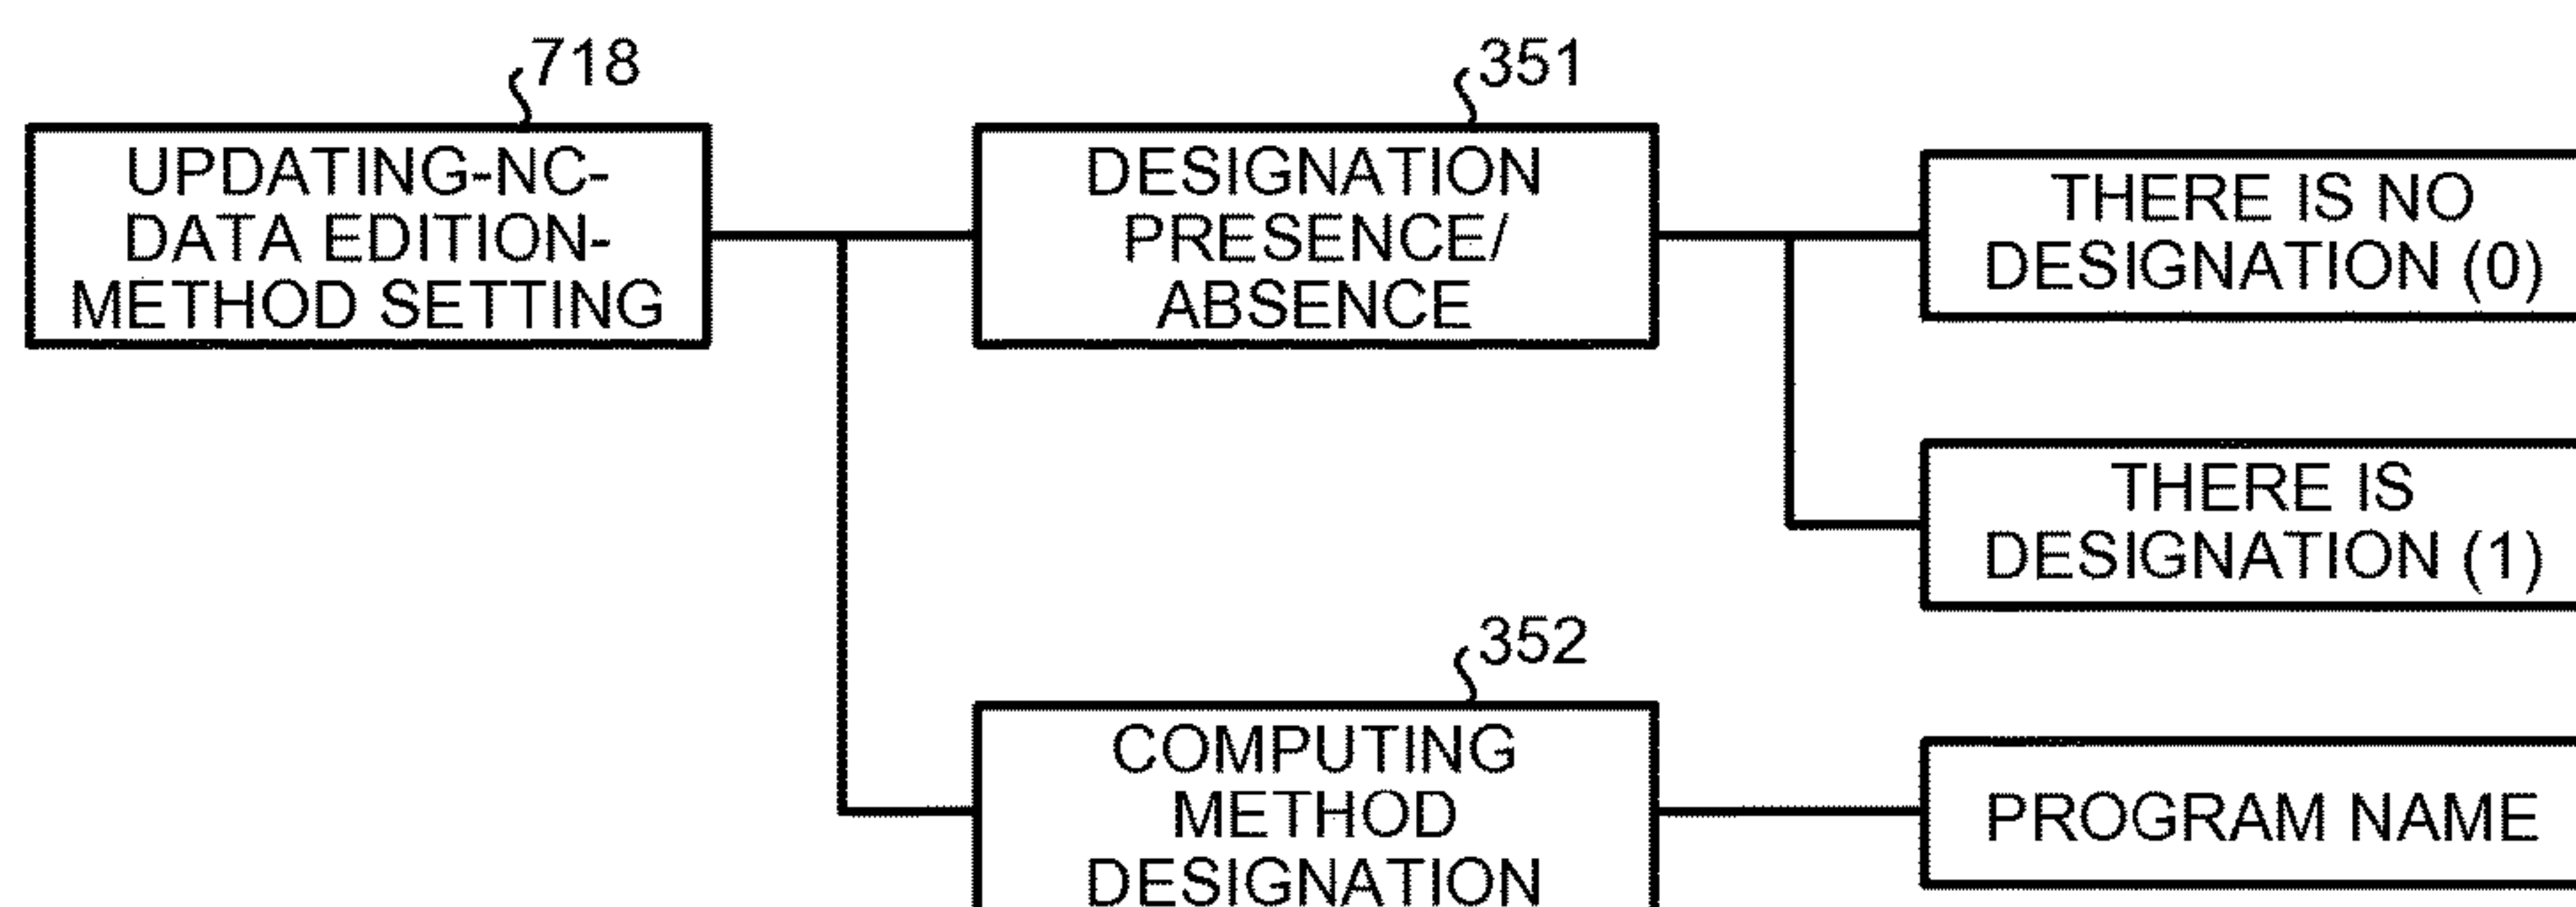 718
UPDATING-NC-
DATA EDITION-
METHOD SETTING
351
DESIGNATION
PRESENCE/
ABSENCE
THERE IS NO
DESIGNATION (0)
THERE IS
DESIGNATION (1)
352
COMPUTING
METHOD
DESIGNATION
PROGRAM NAME